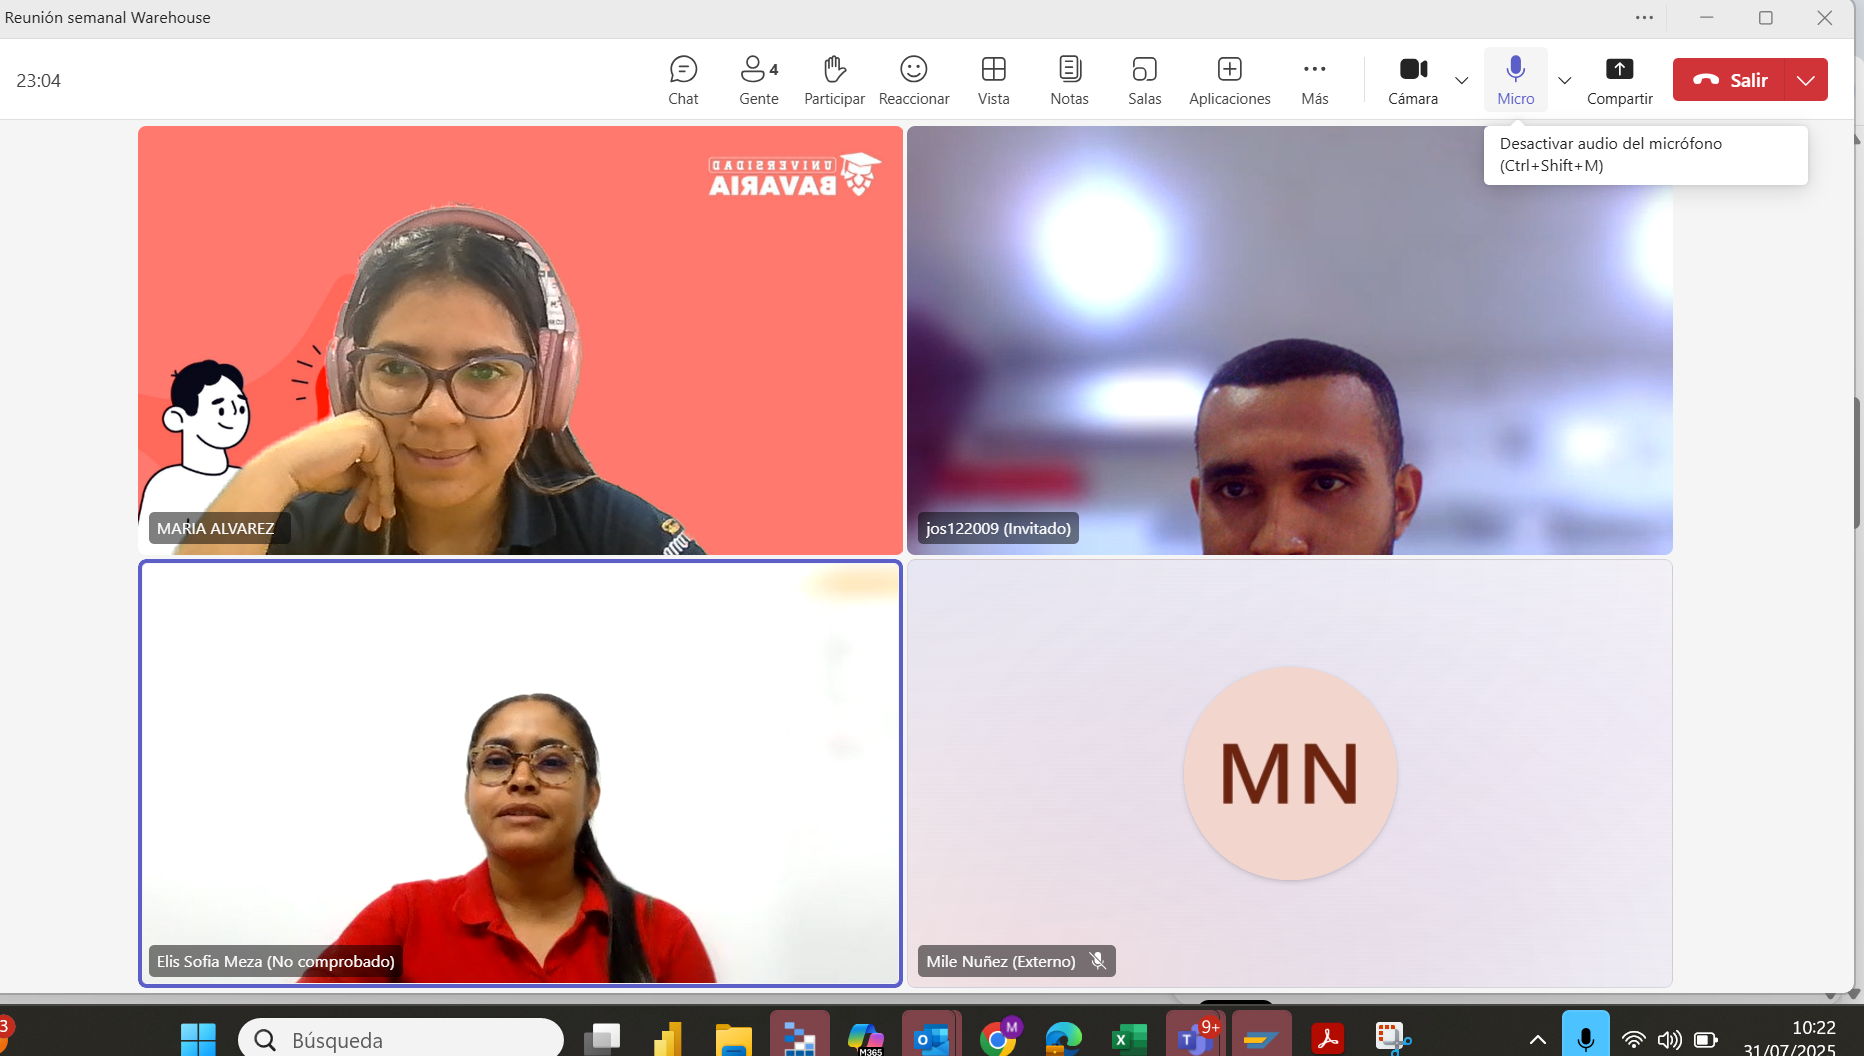 Reunión semanal Warehouse
23:04
Chat
Gente
4
Participar
Reaccionar
Vista
Notas
Salas
Aplicaciones
Más
Cámara
Micro
Compartir
Salir
Desactivar audio del micrófono
(Ctrl+Shift+M)
UNIVERSIDAD
BAVARIA
MARIA ALVAREZ
jos122009 (Invitado)
MN
Elis Sofia Meza (No comprobado)
Mile Nuñez (Externo)
3
Búsqueda
M365
O
M
X
T
9+
10:22
31/07/2025